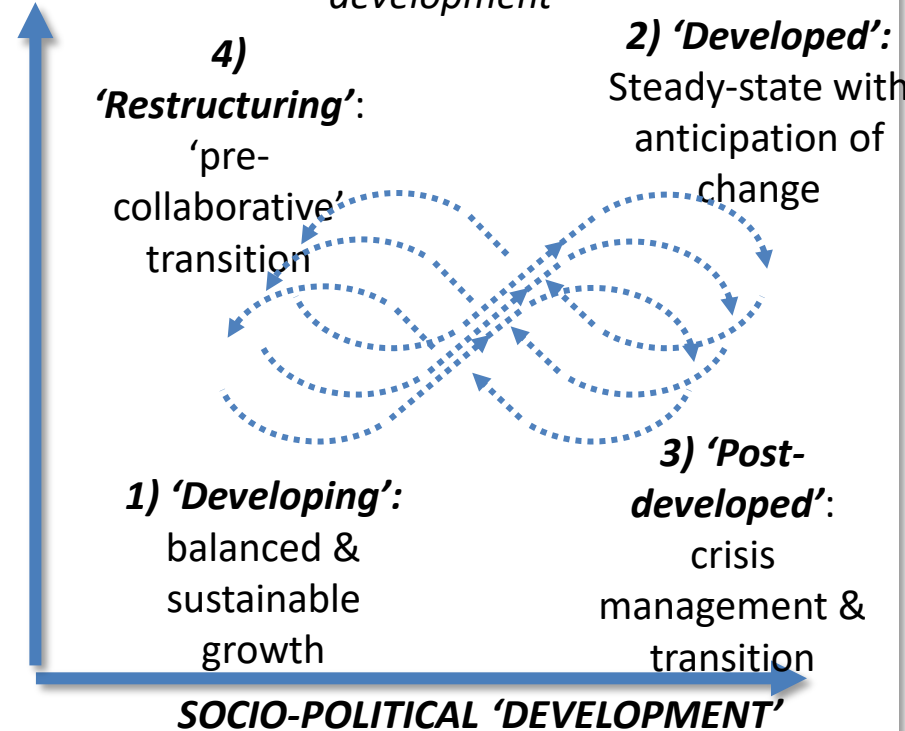 development
4)
‘Restructuring’:
‘pre-
collaborative’
transition
2) ‘Developed’:
Steady-state with
anticipation of
change
1) ‘Developing’:
balanced &
sustainable
growth
3) ‘Post-
developed’:
crisis
management &
transition
SOCIO-POLITICAL ‘DEVELOPMENT’